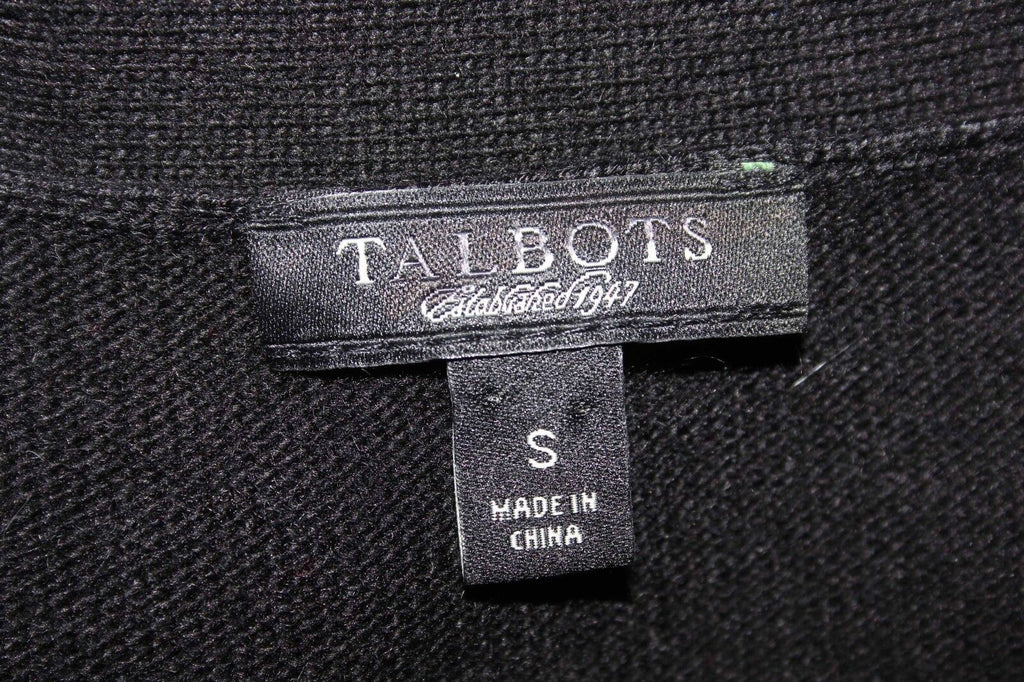 TALBOTS
Established 1947
S
MADE IN
CHINA